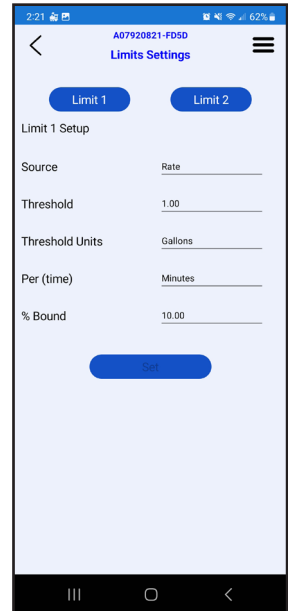 2:21 62%
A07920821-FD5D
Limits Settings
Limit 1 Limit 2
Limit 1 Setup
Source Rate
Threshold 1.00
Threshold Units Gallons
Per (time) Minutes
% Bound 10.00
Set